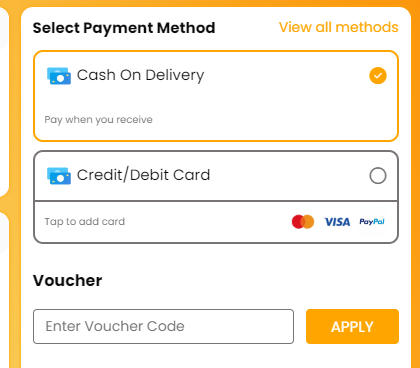 Select Payment Method View all methods
Cash On Delivery
Pay when you receive
Credit/Debit Card
Tap to add card VISA PayPal
Voucher
Enter Voucher Code APPLY